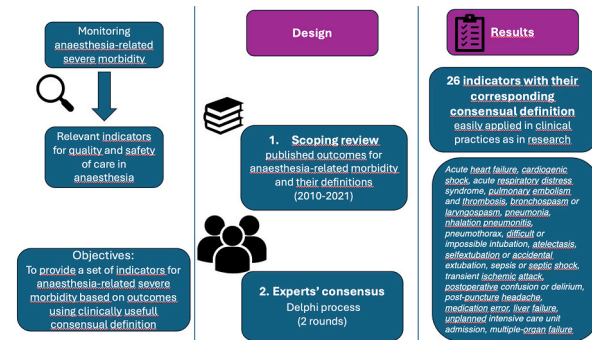 Monitoring
anaesthesia-related
severe morbidity
Relevant indicators
for quality and safety
of care in
anaesthesia
Objectives:
To provide a set of indicators for
anaesthesia-related severe
morbidity based on outcomes
using clinically usefull
consensual definition
Design
1. Scoping review
published outcomes for
anaesthesia-related morbidity
and their definitions
(2010-2021)
2. Experts' consensus
Delphi process
(2 rounds)
Results
26 indicators with their
corresponding
consensual definition
easily applied in clinical
practices as in research
Acute heart failure, cardiogenic
shock, acute respiratory distress
syndrome, pulmonary embolism
and thrombosis, bronchospasm or
laryngospasm, pneumonia,
nhalation pneumonitis,
pneumothorax, difficult or
impossible intubation, atelectasis,
selfextubation or accidental
extubation, sepsis or septic shock,
transient ischemic attack,
postoperative confusion or delirium,
post-puncture headache,
medication error, liver failure,
unplanned intensive care unit
admission, multiple-organ failure